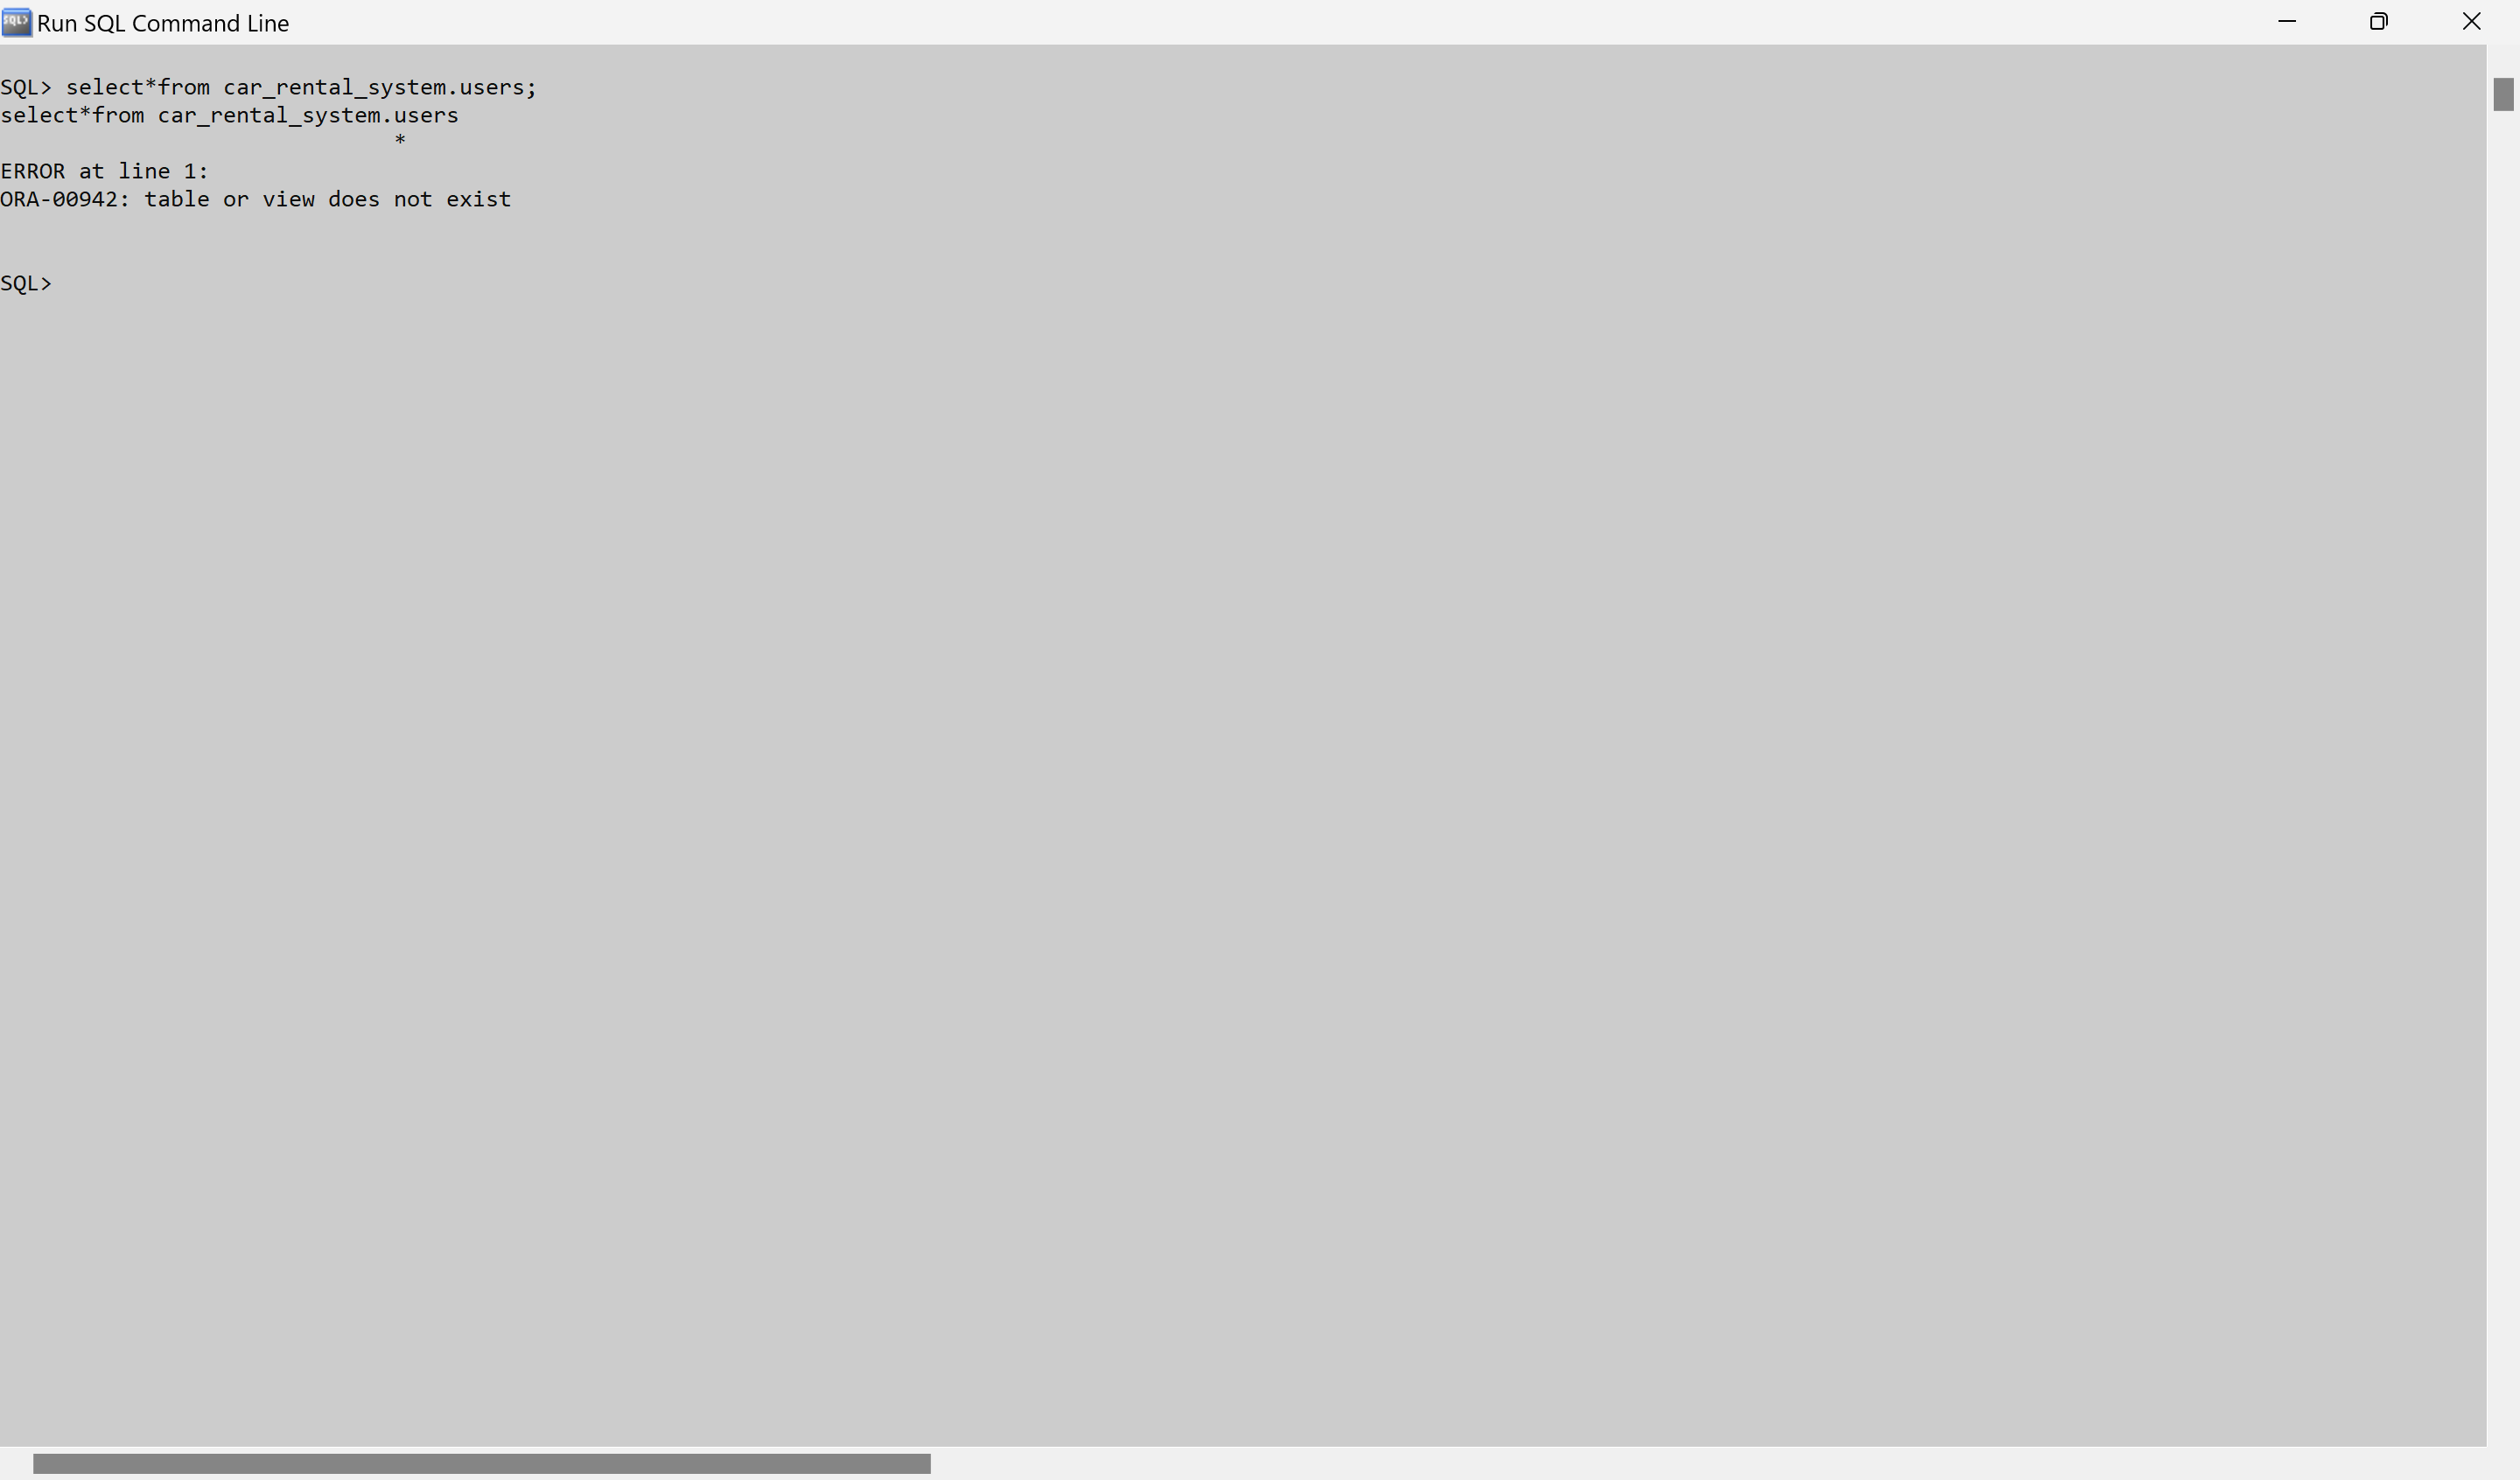 SQL> Run SQL Command Line
SQL> select*from car_rental_system.users;
select*from car_rental_system.users
*
ERROR at line 1:
ORA-00942: table or view does not exist
SQL>